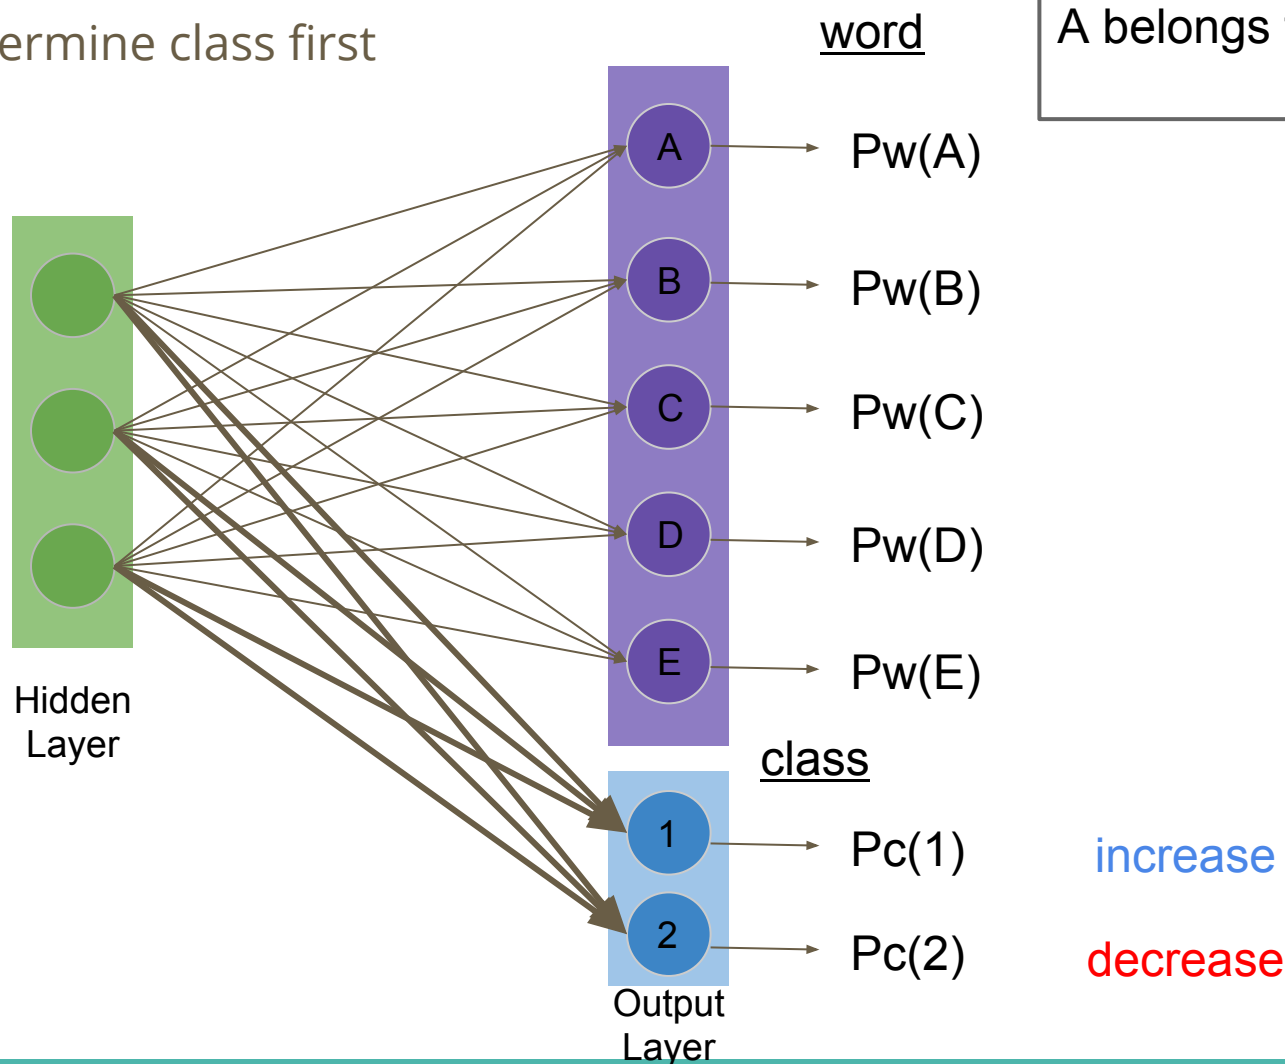 ermine class first
word
A belongs
A
Pw(A)
B
Pw(B)
C
Pw(C)
D
Pw(D)
E
Pw(E)
Hidden
Layer
class
1
Pc(1)
increase
2
Pc(2)
decrease
Output
Layer